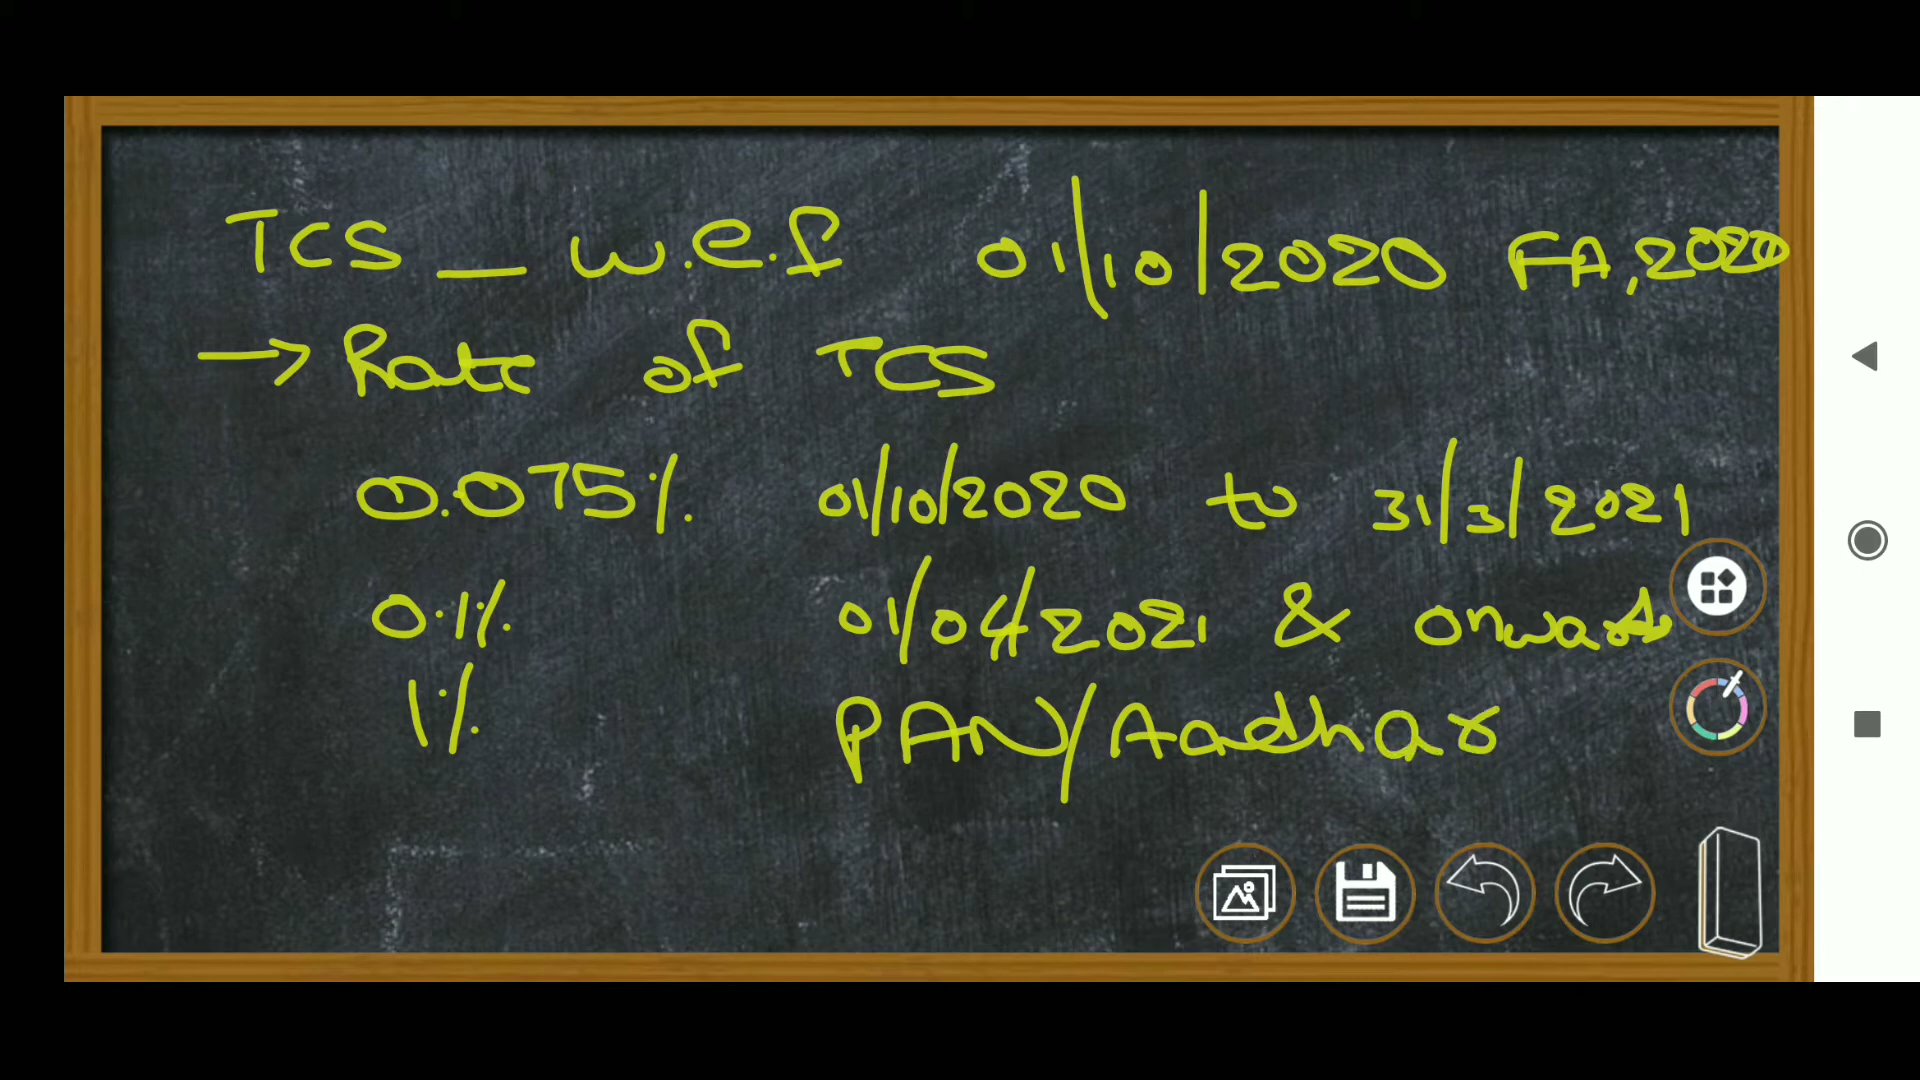 TCS - w.e.f 01/10/2020 FA,2020
→ Rate of TCS
0.075% 01/10/2020 to 31/3/2021
0.1% 01/04/2021 & onwards
1% PAN/Aadhar